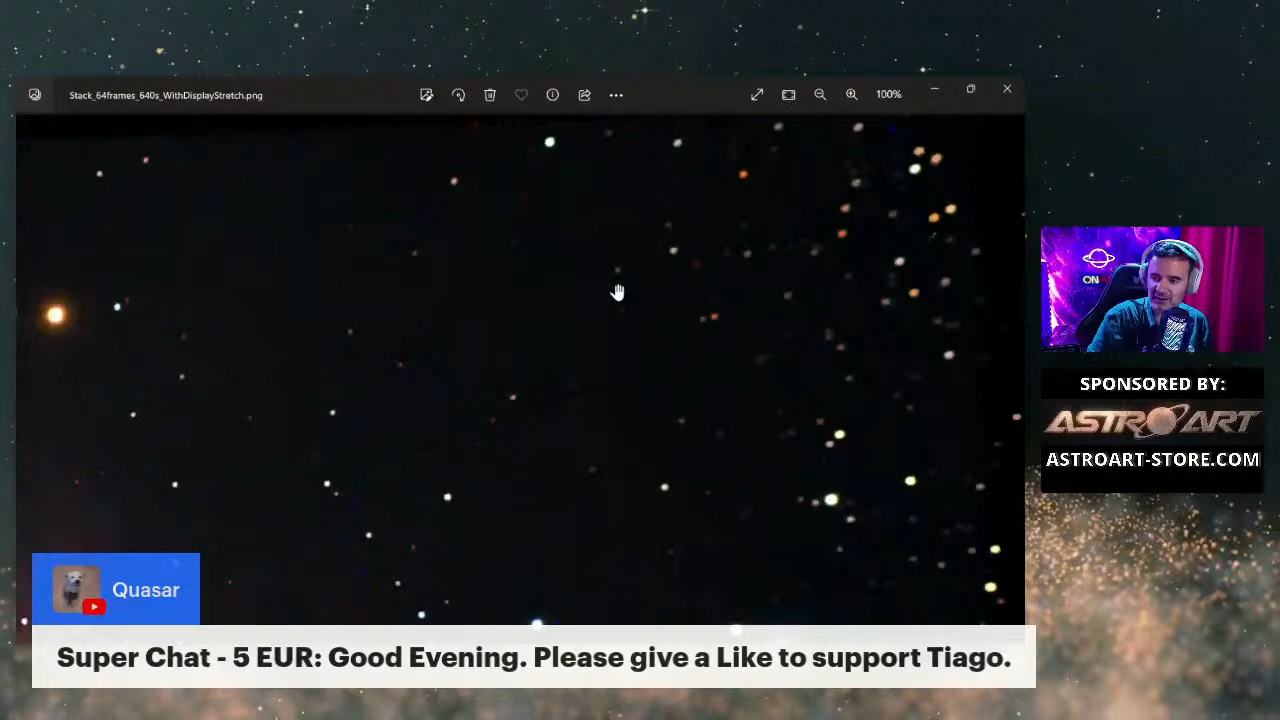 Stack_64frames_640s_WithDisplayStretch.png
100%
ON
SPONSORED BY:
ASTROART
ASTROART-STORE.COM
Quasar
Super Chat - 5 EUR: Good Evening. Please give a Like to support Tiago.